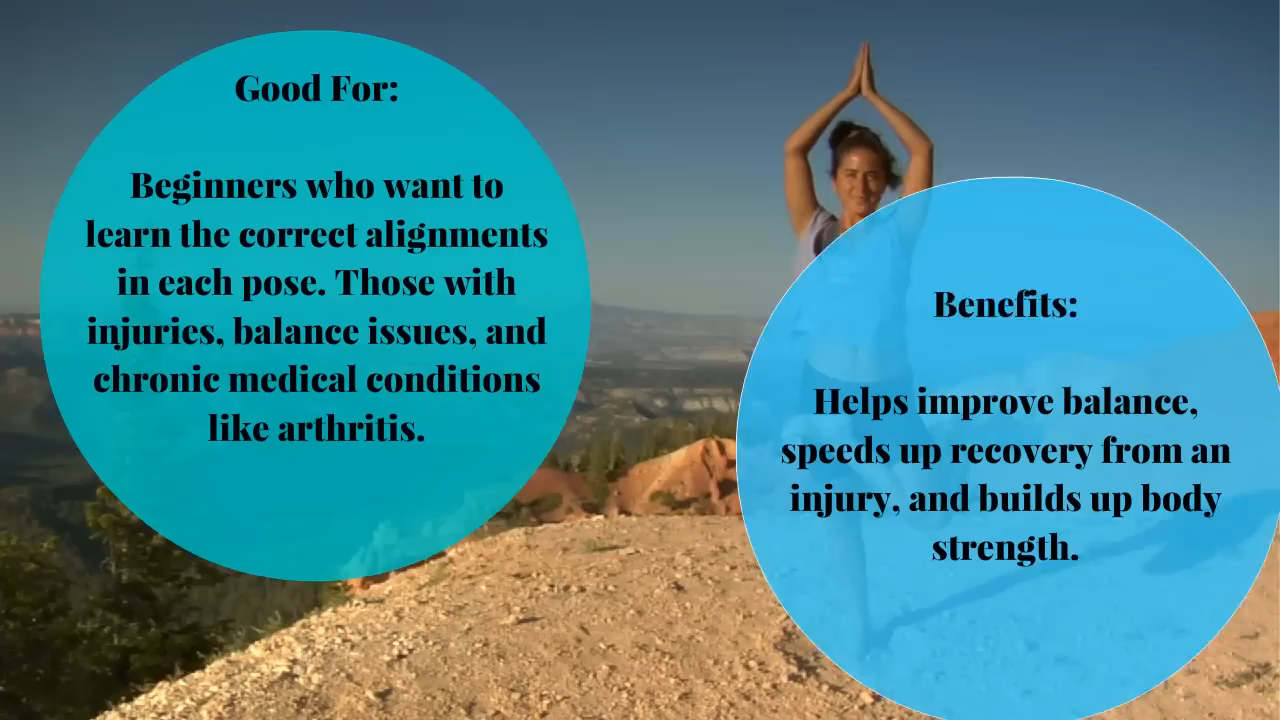 Good For:
Beginners who want to
learn the correct alignments
in each pose. Those with
injuries, balance issues, and
chronic medical conditions
like arthritis.
Benefits:
Helps improve balance,
speeds up recovery from an
injury, and builds up body
strength.